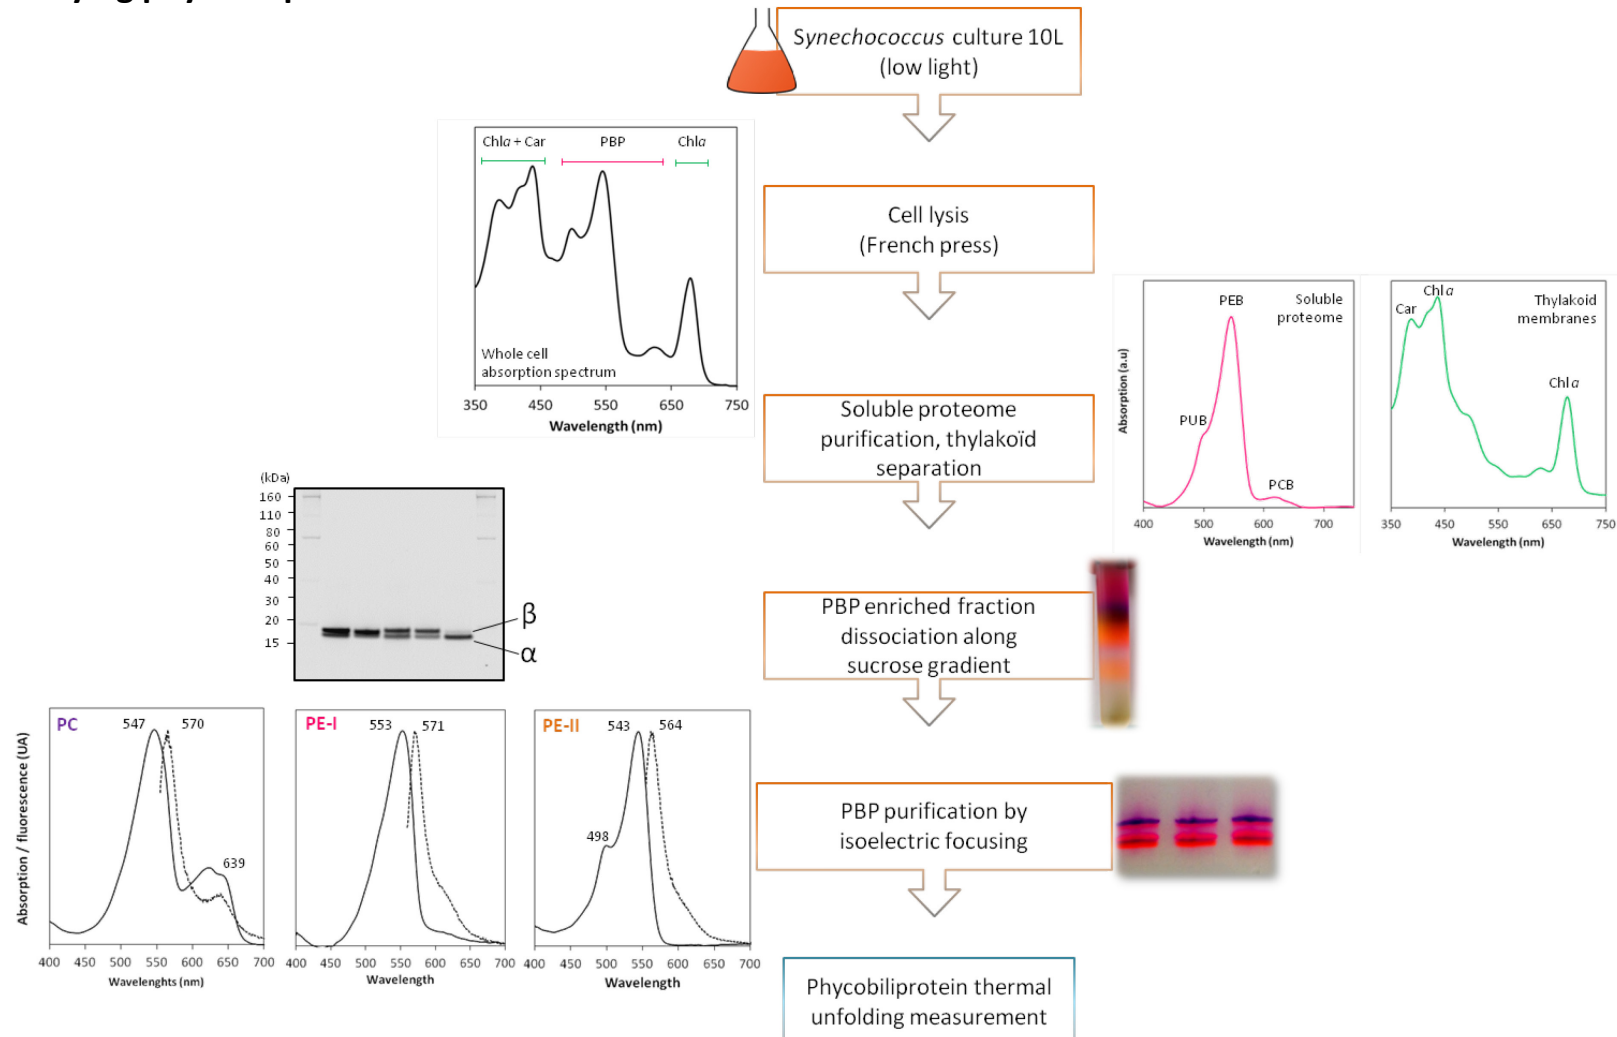 Synechococcus culture 10L
(low light)
Chla + Car
PBP
Chla
Whole cell
absorption spectrum
350 450 550 650 750
Wavelength (nm)
Cell lysis
(French press)
Soluble proteome
purification, thylakoïd
separation
Absorption (a.u)
PUB
PEB
PCB
Soluble
proteome
400 500 600 700
Wavelength (nm)
Car
Chl a
Chl a
Thylakoid
membranes
350 450 550 650 750
Wavelength (nm)
(kDa)
160
110
80
60
50
40
30
20
15
β
α
PBP enriched fraction
dissociation along
sucrose gradient
Absorption / fluorescence (UA)
PC
547 570
639
400 450 500 550 600 650 700
Wavelenghts (nm)
PE-I
553 571
400 450 500 550 600 650 700
Wavelength
PE-II
543 564
498
400 450 500 550 600 650 700
Wavelength
PBP purification by
isoelectric focusing
Phycobiliprotein thermal
unfolding measurement